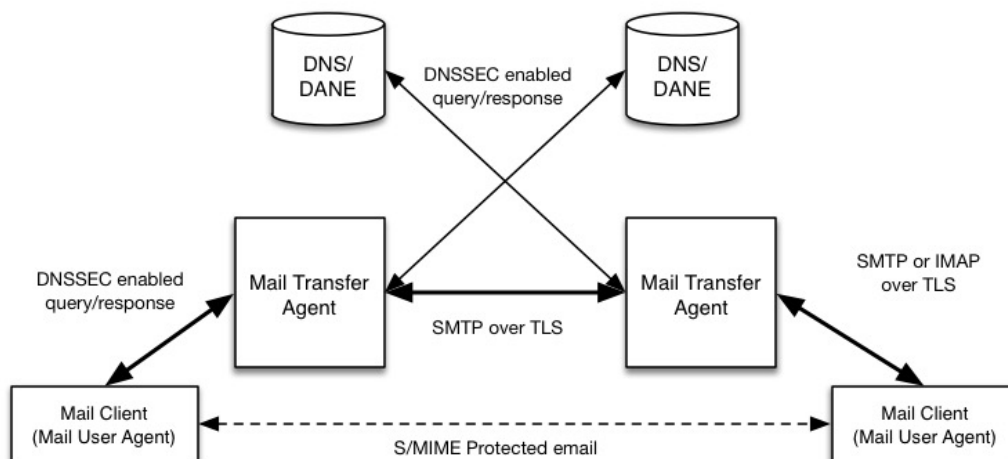 DNS/
DANE
DNSSEC enabled
query/response
DNS/
DANE
DNSSEC enabled
query/response
Mail Transfer
Agent
SMTP over TLS
Mail Transfer
Agent
SMTP or IMAP
over TLS
Mail Client
(Mail User Agent)
S/MIME Protected email
Mail Client
(Mail User Agent)